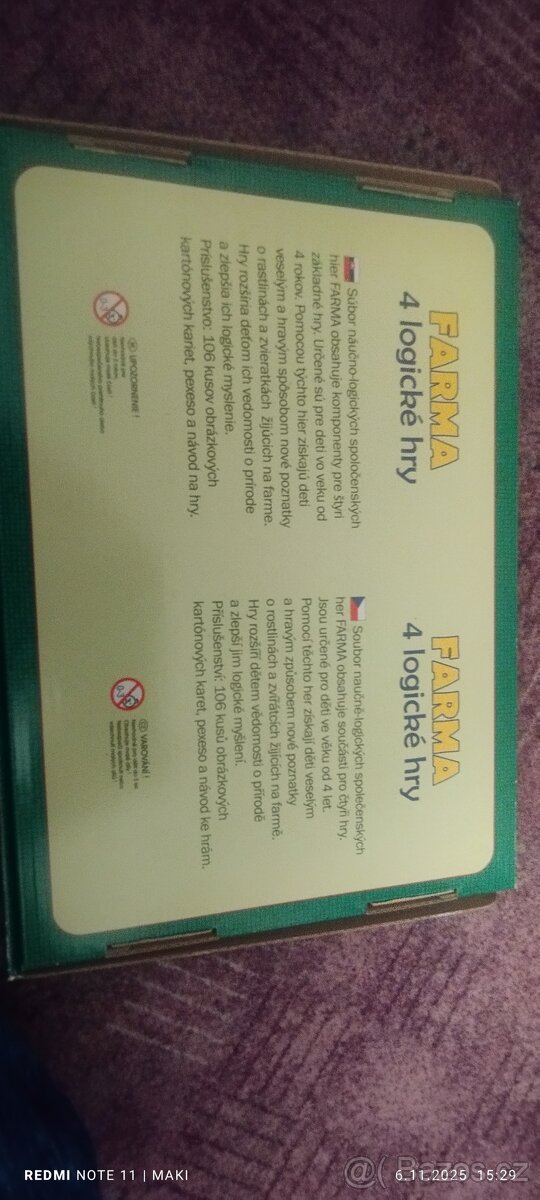 FARMA
4 logické hry
Súbor náučno-logických spoločenských
hier FARMA obsahuje komponenty pre štyri
základné hry. Určené sú pre deti vo veku od
4 rokov. Pomocou týchto hier získajú deti
veselým a hravým spôsobom nové poznatky
o rastlinách a zvieratkách žijúcich na farme.
Hry rozšíria deťom ich vedomosti o prírode
a zlepšia ich logické myslenie.
Príslušenstvo: 106 kusov obrázkových
kartónových kariet, pexeso a návod na hry.
UPOZORNENIE!
FARMA
4 logické hry
Soubor naučně-logických společenských
her FARMA obsahuje součásti pro čtyři hry.
Jsou určené pro děti ve věku od 4 let.
Pomocí těchto her získají děti veselým
a hravým způsobem nové poznatky
o rostlinách a zvířátcích žijících na farmě.
Hry rozšíří dětem vědomosti o přírodě
a zlepší jim logické myšlení.
Příslušenství: 106 kusů obrázkových
kartónových karet, pexeso a návod ke hrám.
0-3
VAROVÁNÍ!
REDMI NOTE 11 | MAKI
6.11.2025 15:29
@ Bazos.cz